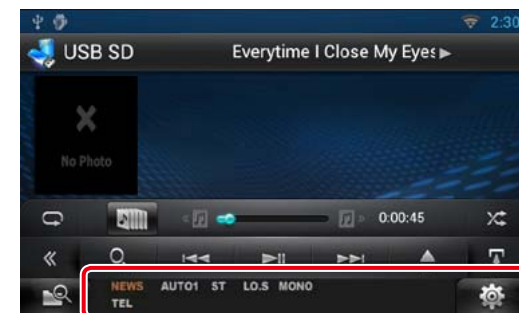 2:30
USB SD Everytime I Close My Eyes
No Photo
0:00:45
NEWS AUTO1 ST LO.S MONO
TEL